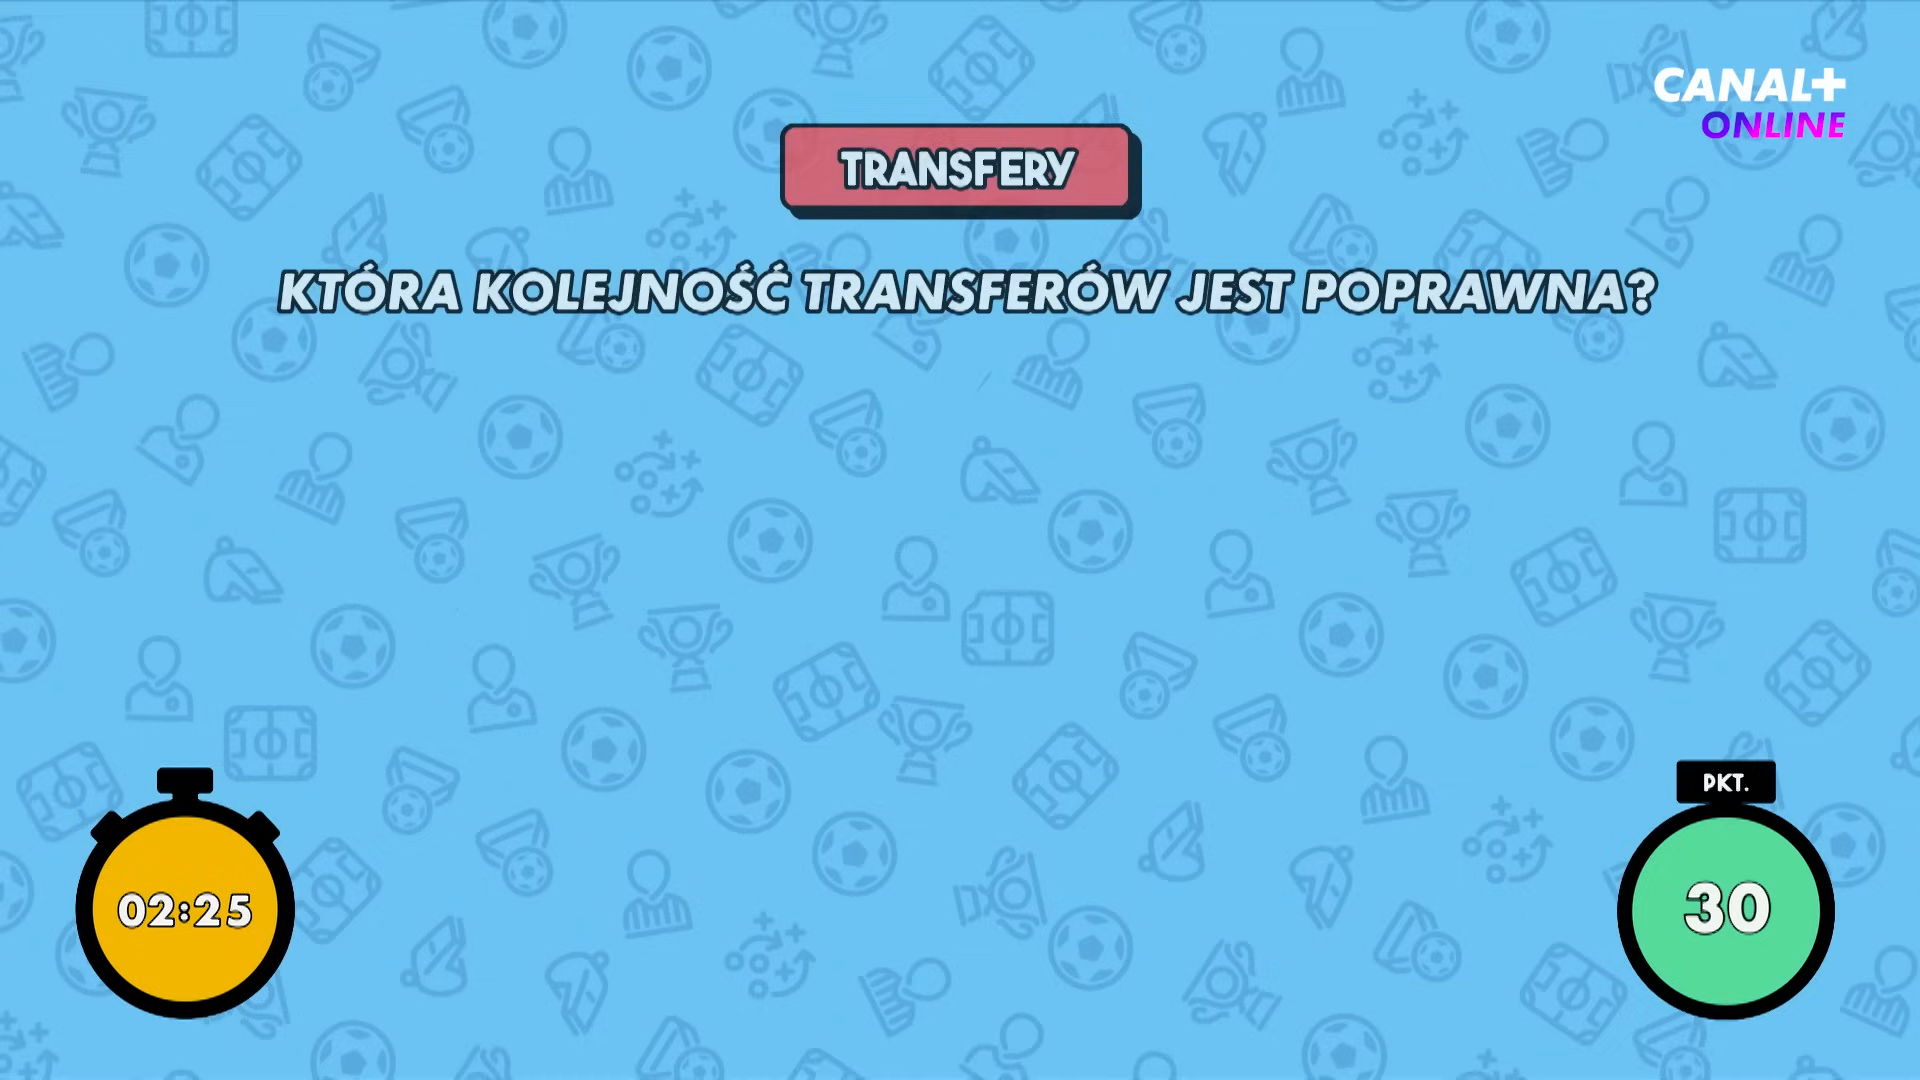 CANAL+
ONLINE
TRANSFERY
KTÓRA KOLEJNOŚĆ TRANSFERÓW JEST POPRAWNA?
PKT.
02:25
30